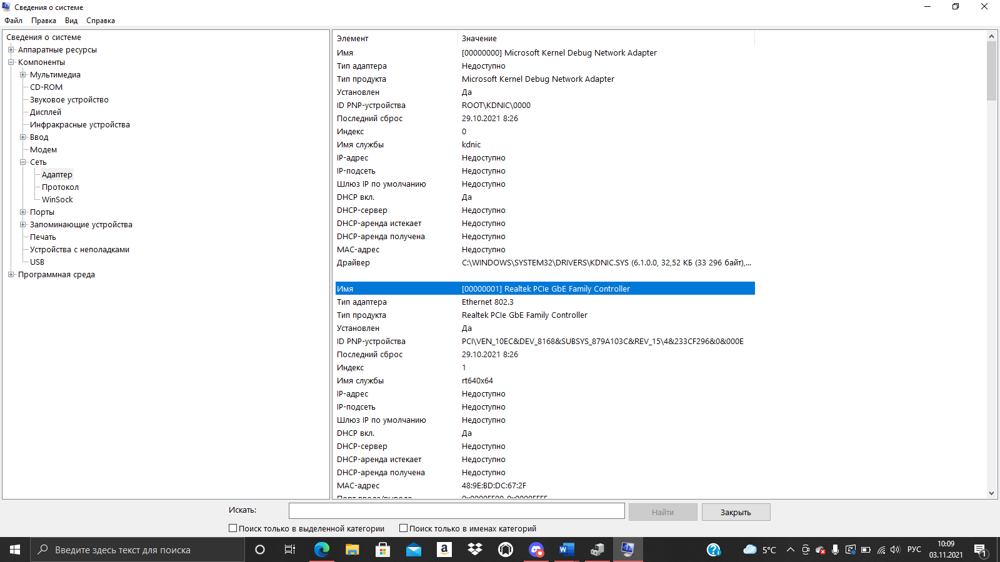 Сведения о системе
Файл Правка Вид Справка
Сведения о системе
Аппаратные ресурсы
Компоненты
Мультимедиа
CD-ROM
Звуковое устройство
Дисплей
Инфракрасные устройства
Ввод
Модем
Сеть
Адаптер
Протокол
WinSock
Порты
Запоминающие устройства
Печать
Устройства с неполадками
USB
Программная среда
Элемент Значение
Имя [00000000] Microsoft Kernel Debug Network Adapter
Тип адаптера Недоступно
Тип продукта Microsoft Kernel Debug Network Adapter
Установлен Да
ID PNP-устройства ROOT\KDNIC\0000
Последний сброс 29.10.2021 8:26
Индекс 0
Имя службы kdnic
IP-адрес Недоступно
IP-подсеть Недоступно
Шлюз IP по умолчанию Недоступно
DHCP вкл. Да
DHCP-сервер Недоступно
DHCP-аренда истекает Недоступно
DHCP-аренда получена Недоступно
MAC-адрес Недоступно
Драйвер C:\WINDOWS\SYSTEM32\DRIVERS\KDNIC.SYS (6.1.0.0, 32,52 КБ (33 296 байт),...
Имя [00000001] Realtek PCIe GbE Family Controller
Тип адаптера Ethernet 802.3
Тип продукта Realtek PCIe GbE Family Controller
Установлен Да
ID PNP-устройства PCI\VEN_10EC&DEV_8168&SUBSYS_879A103C&REV_15\4&233CF296&0&000E
Последний сброс 29.10.2021 8:26
Индекс 1
Имя службы rt640x64
IP-адрес Недоступно
IP-подсеть Недоступно
Шлюз IP по умолчанию Недоступно
DHCP вкл. Да
DHCP-сервер Недоступно
DHCP-аренда истекает Недоступно
DHCP-аренда получена Недоступно
MAC-адрес 48:9E:BD:DC:67:2F
Порт ввода/вывода
Искать: Найти Закрыть
Поиск только в выделенной категории Поиск только в именах категорий
Введите здесь текст для поиска 5°C РУС 10:09
03.11.2021 1